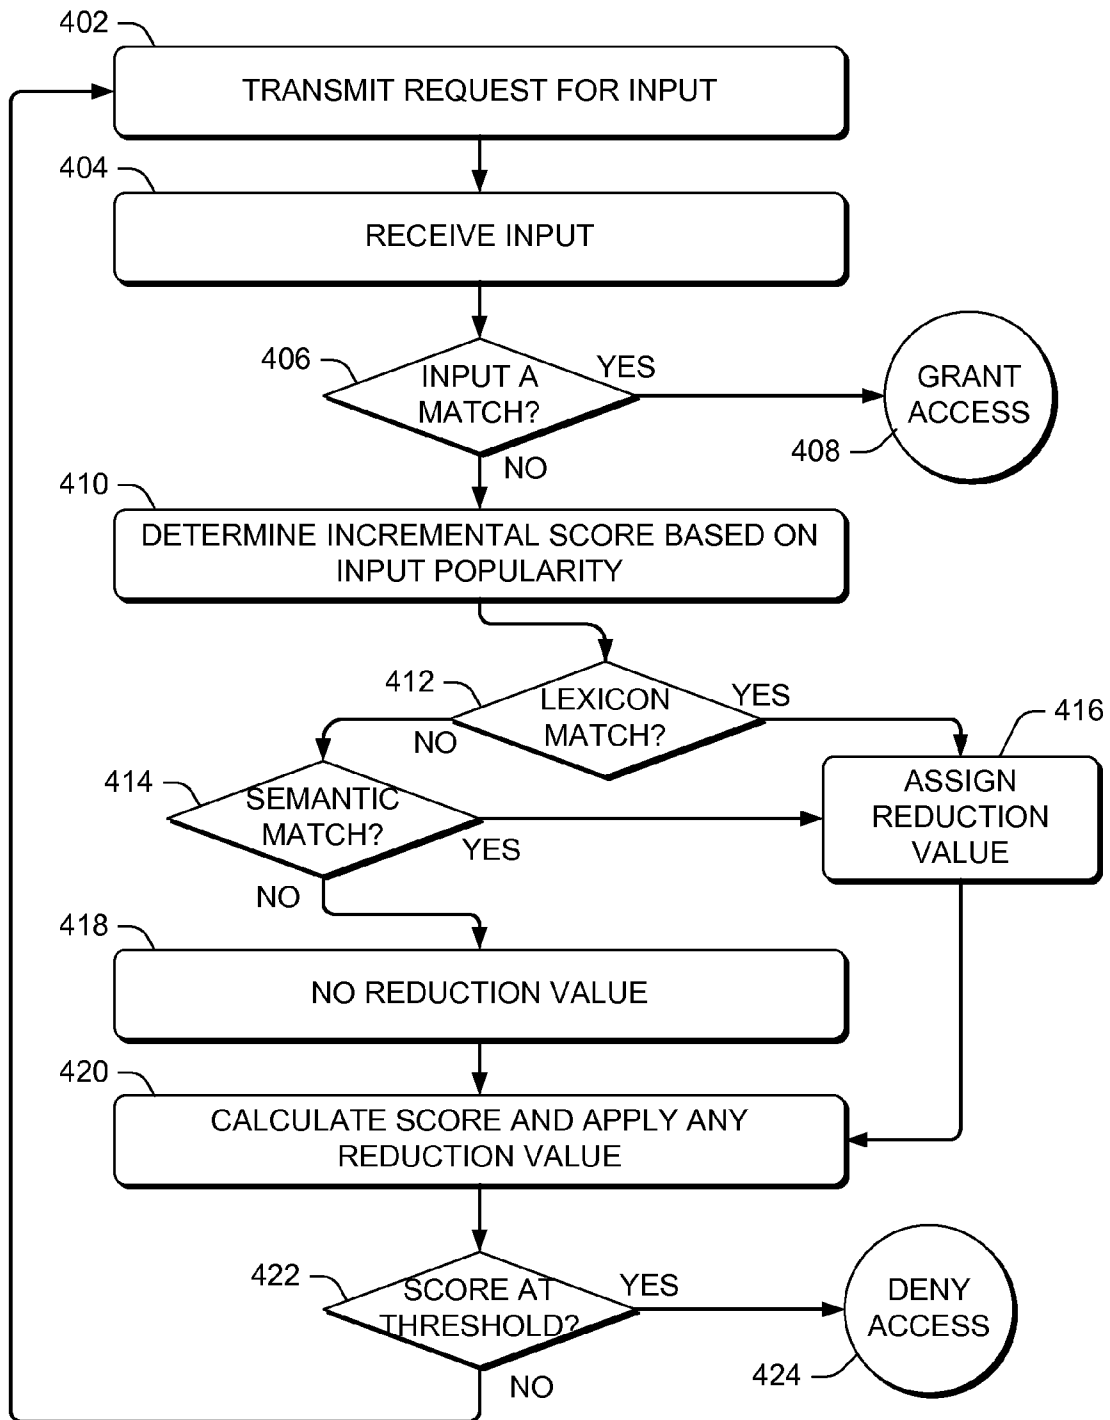 402
TRANSMIT REQUEST FOR INPUT
404
RECEIVE INPUT
406
INPUT A
MATCH?
YES
GRANT
ACCESS
408
NO
410
DETERMINE INCREMENTAL SCORE BASED ON
INPUT POPULARITY
412
LEXICON
MATCH?
YES
NO
416
ASSIGN
REDUCTION
VALUE
414
SEMANTIC
MATCH?
YES
NO
418
NO REDUCTION VALUE
420
CALCULATE SCORE AND APPLY ANY
REDUCTION VALUE
422
SCORE AT
THRESHOLD?
YES
DENY
ACCESS
424
NO